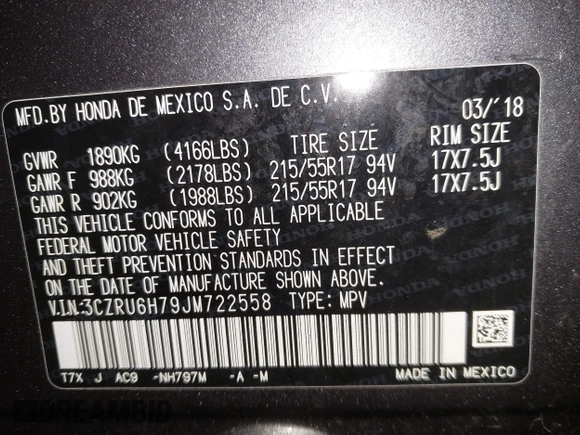 MFD.BY HONDA DE MEXICO S.A. DE C.V. 03/'18
GVWR 1890KG (4166LBS) TIRE SIZE RIM SIZE
GAWR F 988KG (2178LBS) 215/55R17 94V 17X7.5J
GAWR R 902KG (1988LBS) 215/55R17 94V 17X7.5J
THIS VEHICLE CONFORMS TO ALL APPLICABLE
FEDERAL MOTOR VEHICLE SAFETY
AND THEFT PREVENTION STANDARDS IN EFFECT
ON THE DATE OF MANUFACTURE SHOWN ABOVE.
V.I.N:3CZRU6H79JM722558 TYPE: MPV
T7X J AC9 -NH797M -A -M MADE IN MEXICO
DREAMBID